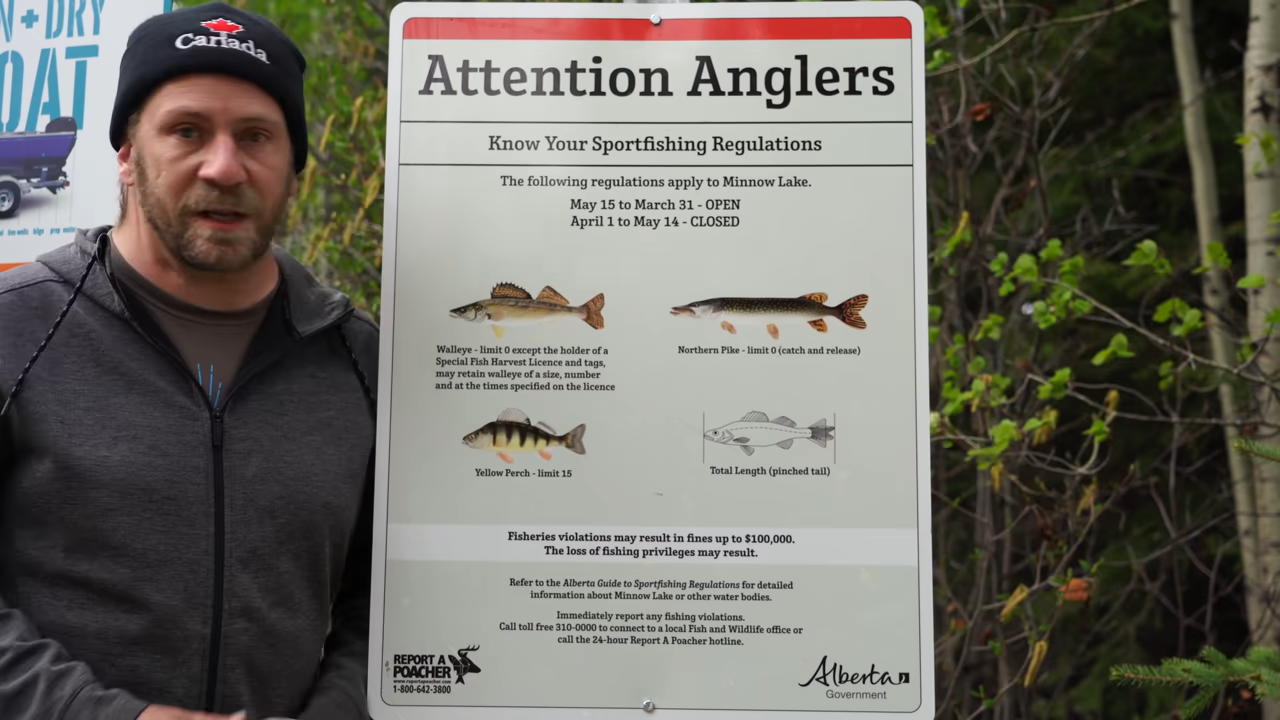 N+DRY
OAT
Canada
Attention Anglers
Know Your Sportfishing Regulations
The following regulations apply to Minnow Lake.
May 15 to March 31 - OPEN
April 1 to May 14 - CLOSED
Walleye - limit 0 except the holder of a
Special Fish Harvest Licence and tags,
may retain walleye of a size, number
and at the times specified on the licence
Northern Pike - limit 0 (catch and release)
Yellow Perch - limit 15
Total Length (pinched tail)
Fisheries violations may result in fines up to $100,000.
The loss of fishing privileges may result.
Refer to the Alberta Guide to Sportfishing Regulations for detailed
information about Minnow Lake or other water bodies.
Immediately report any fishing violations.
Call toll free 310-0000 to connect to a local Fish and Wildlife office or
call the 24-hour Report A Poacher hotline.
REPORT A
POACHER
www.reportapoacher.com
1-800-642-3800
Alberta
Government